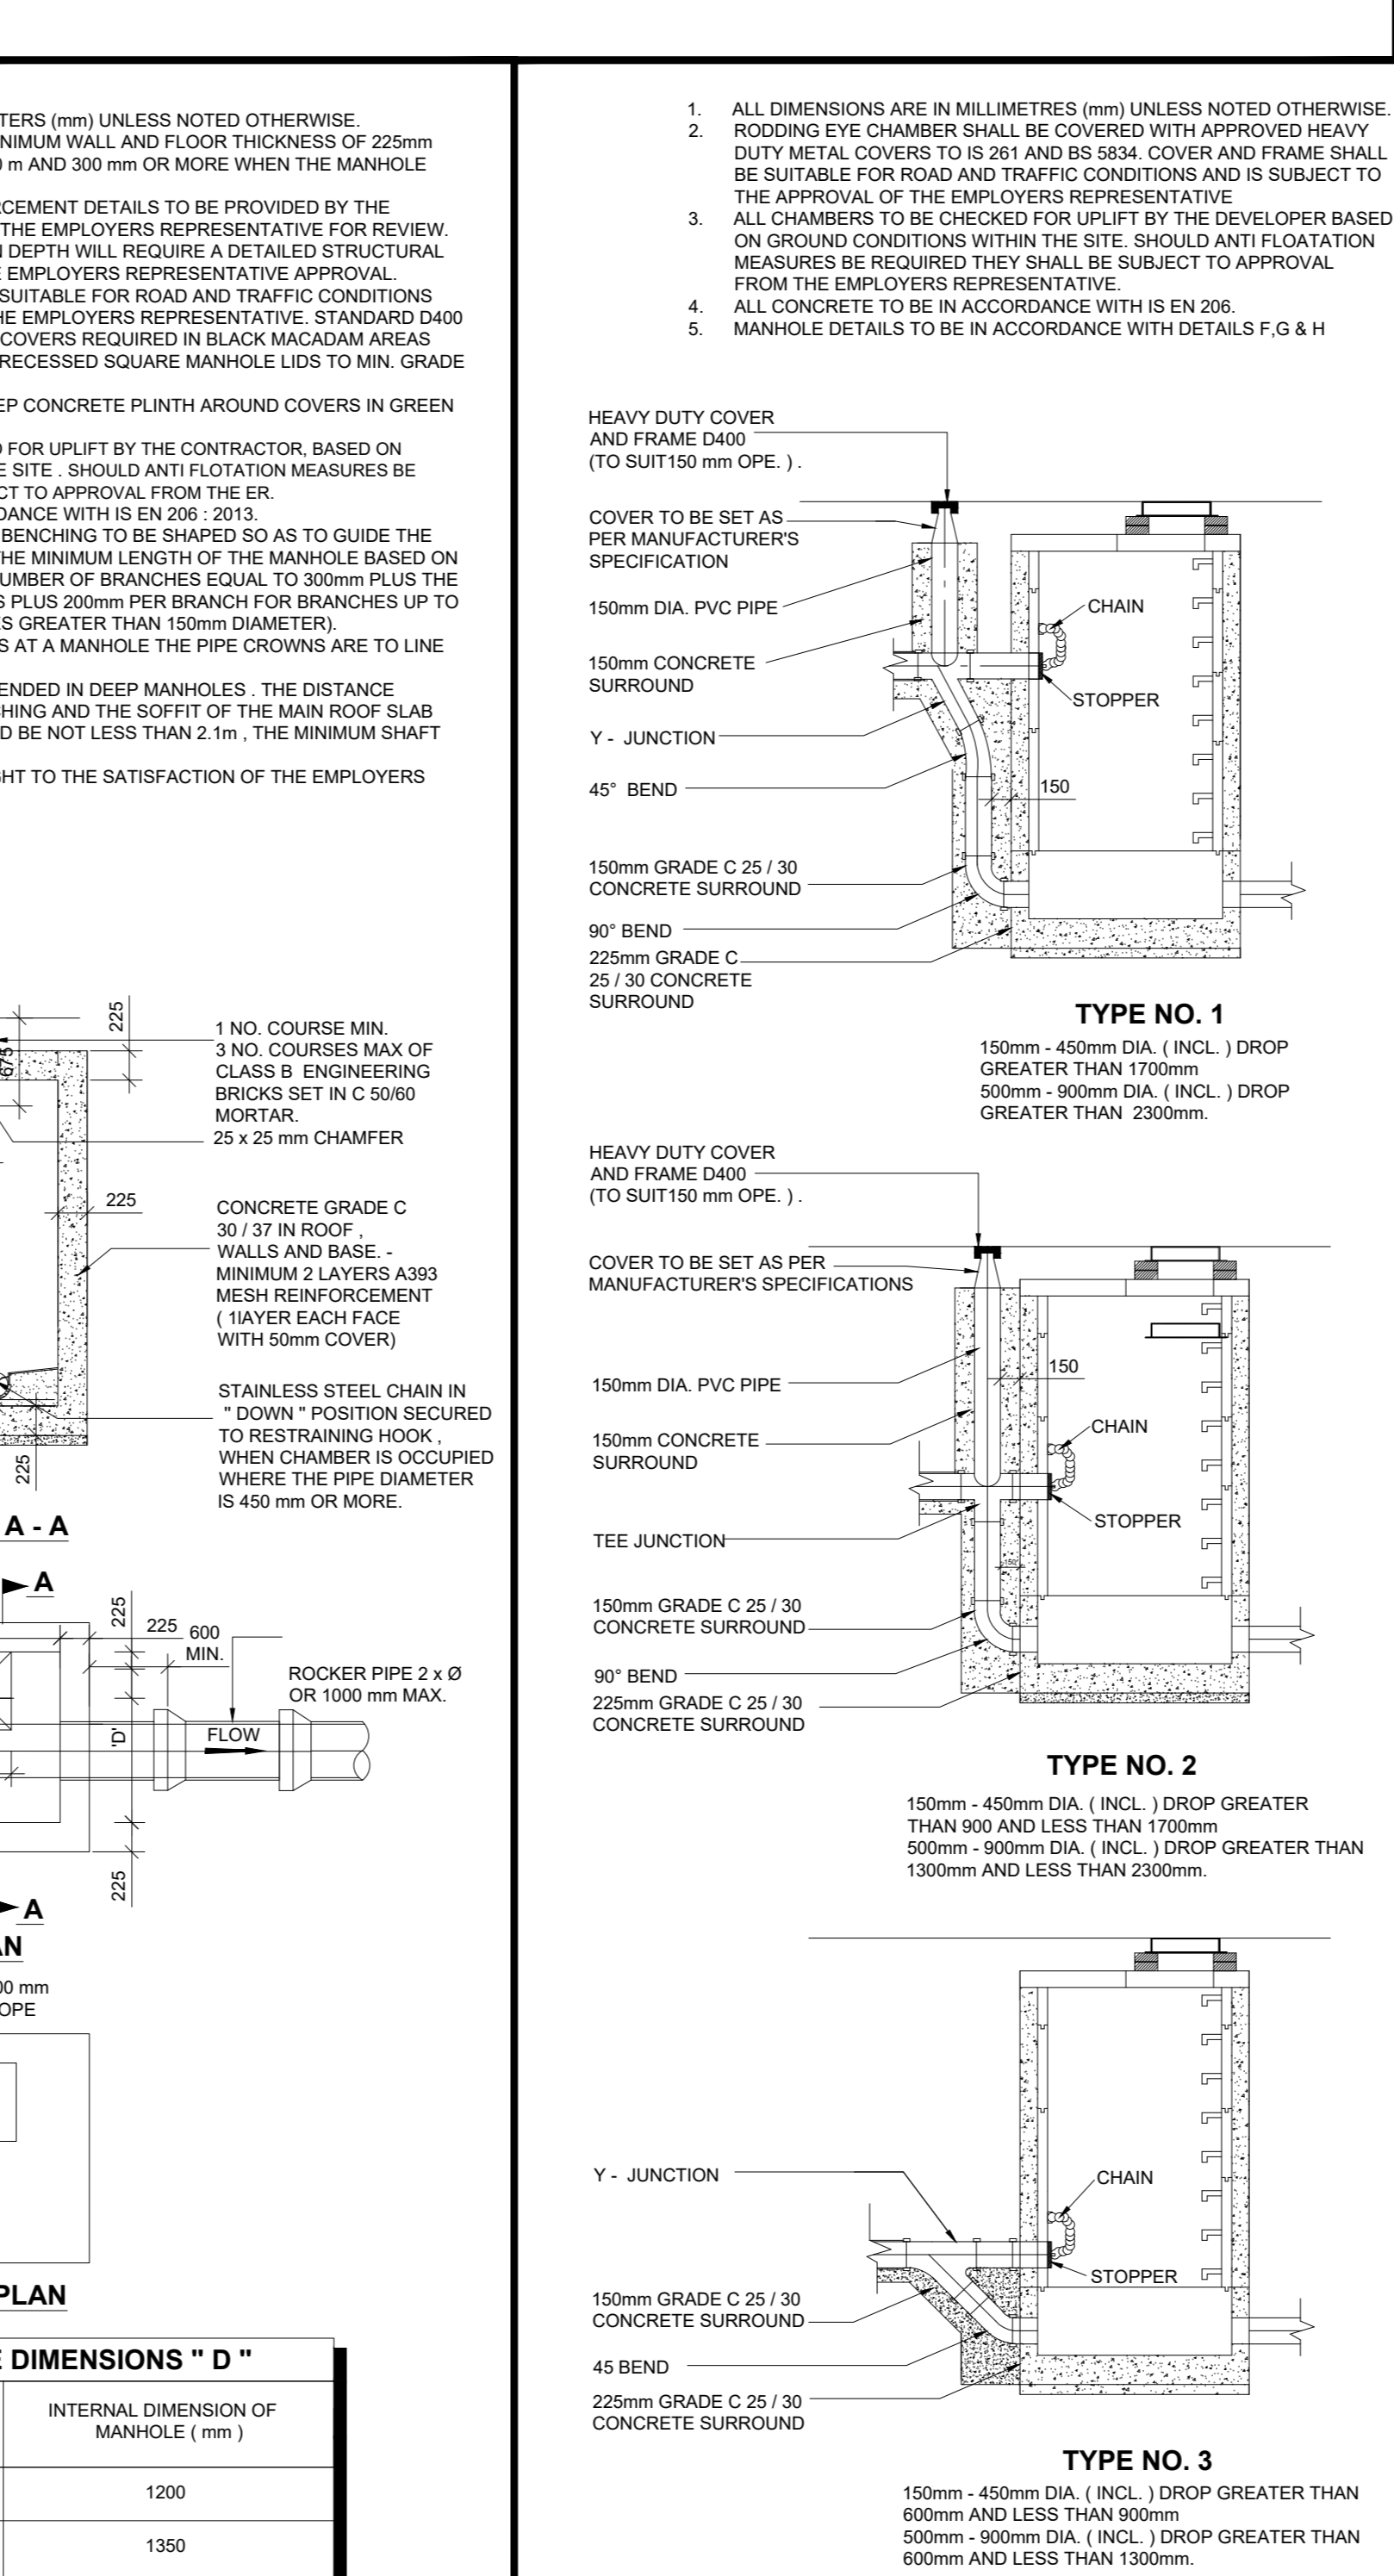 TERS (mm) UNLESS NOTED OTHERWISE.
NIMUM WALL AND FLOOR THICKNESS OF 225mm
0 m AND 300 mm OR MORE WHEN THE MANHOLE
RCEMENT DETAILS TO BE PROVIDED BY THE
THE EMPLOYERS REPRESENTATIVE FOR REVIEW.
N DEPTH WILL REQUIRE A DETAILED STRUCTURAL
E EMPLOYERS REPRESENTATIVE APPROVAL.
SUITABLE FOR ROAD AND TRAFFIC CONDITIONS
HE EMPLOYERS REPRESENTATIVE. STANDARD D400
COVERS REQUIRED IN BLACK MACADAM AREAS
RECESSED SQUARE MANHOLE LIDS TO MIN. GRADE
EP CONCRETE PLINTH AROUND COVERS IN GREEN
D FOR UPLIFT BY THE CONTRACTOR, BASED ON
E SITE . SHOULD ANTI FLOTATION MEASURES BE
CT TO APPROVAL FROM THE ER.
DANCE WITH IS EN 206 : 2013.
BENCHING TO BE SHAPED SO AS TO GUIDE THE
THE MINIMUM LENGTH OF THE MANHOLE BASED ON
UMBER OF BRANCHES EQUAL TO 300mm PLUS THE
S PLUS 200mm PER BRANCH FOR BRANCHES UP TO
ES GREATER THAN 150mm DIAMETER).
S AT A MANHOLE THE PIPE CROWNS ARE TO LINE
ENDED IN DEEP MANHOLES . THE DISTANCE
CHING AND THE SOFFIT OF THE MAIN ROOF SLAB
D BE NOT LESS THAN 2.1m , THE MINIMUM SHAFT
GHT TO THE SATISFACTION OF THE EMPLOYERS
225
675
1 NO. COURSE MIN.
3 NO. COURSES MAX OF
CLASS B ENGINEERING
BRICKS SET IN C 50/60
MORTAR.
25 x 25 mm CHAMFER
225
CONCRETE GRADE C
30 / 37 IN ROOF ,
WALLS AND BASE. -
MINIMUM 2 LAYERS A393
MESH REINFORCEMENT
( 1lAYER EACH FACE
WITH 50mm COVER)
STAINLESS STEEL CHAIN IN
" DOWN " POSITION SECURED
TO RESTRAINING HOOK ,
WHEN CHAMBER IS OCCUPIED
WHERE THE PIPE DIAMETER
IS 450 mm OR MORE.
225
A - A
A
225
225
600
MIN.
ROCKER PIPE 2 x Ø
OR 1000 mm MAX.
'D'
FLOW
225
A
AN
00 mm
OPE
PLAN
E DIMENSIONS " D "
INTERNAL DIMENSION OF
MANHOLE ( mm )
1200
1350
1. ALL DIMENSIONS ARE IN MILLIMETRES (mm) UNLESS NOTED OTHERWISE.
2. RODDING EYE CHAMBER SHALL BE COVERED WITH APPROVED HEAVY
DUTY METAL COVERS TO IS 261 AND BS 5834. COVER AND FRAME SHALL
BE SUITABLE FOR ROAD AND TRAFFIC CONDITIONS AND IS SUBJECT TO
THE APPROVAL OF THE EMPLOYERS REPRESENTATIVE
3. ALL CHAMBERS TO BE CHECKED FOR UPLIFT BY THE DEVELOPER BASED
ON GROUND CONDITIONS WITHIN THE SITE. SHOULD ANTI FLOATATION
MEASURES BE REQUIRED THEY SHALL BE SUBJECT TO APPROVAL
FROM THE EMPLOYERS REPRESENTATIVE.
4. ALL CONCRETE TO BE IN ACCORDANCE WITH IS EN 206.
5. MANHOLE DETAILS TO BE IN ACCORDANCE WITH DETAILS F,G & H
HEAVY DUTY COVER
AND FRAME D400
(TO SUIT150 mm OPE. ) .
COVER TO BE SET AS
PER MANUFACTURER'S
SPECIFICATION
150mm DIA. PVC PIPE
CHAIN
150mm CONCRETE
SURROUND
STOPPER
Y - JUNCTION
45° BEND
150
150mm GRADE C 25 / 30
CONCRETE SURROUND
90° BEND
225mm GRADE C
25 / 30 CONCRETE
SURROUND
TYPE NO. 1
150mm - 450mm DIA. ( INCL. ) DROP
GREATER THAN 1700mm
500mm - 900mm DIA. ( INCL. ) DROP
GREATER THAN 2300mm.
HEAVY DUTY COVER
AND FRAME D400
(TO SUIT150 mm OPE. ) .
COVER TO BE SET AS PER
MANUFACTURER'S SPECIFICATIONS
150
150mm DIA. PVC PIPE
CHAIN
150mm CONCRETE
SURROUND
STOPPER
TEE JUNCTION
150
150mm GRADE C 25 / 30
CONCRETE SURROUND
90° BEND
225mm GRADE C 25 / 30
CONCRETE SURROUND
TYPE NO. 2
150mm - 450mm DIA. ( INCL. ) DROP GREATER
THAN 900 AND LESS THAN 1700mm
500mm - 900mm DIA. ( INCL. ) DROP GREATER THAN
1300mm AND LESS THAN 2300mm.
Y - JUNCTION
CHAIN
STOPPER
150mm GRADE C 25 / 30
CONCRETE SURROUND
45 BEND
225mm GRADE C 25 / 30
CONCRETE SURROUND
TYPE NO. 3
150mm - 450mm DIA. ( INCL. ) DROP GREATER THAN
600mm AND LESS THAN 900mm
500mm - 900mm DIA. ( INCL. ) DROP GREATER THAN
600mm AND LESS THAN 1300mm.